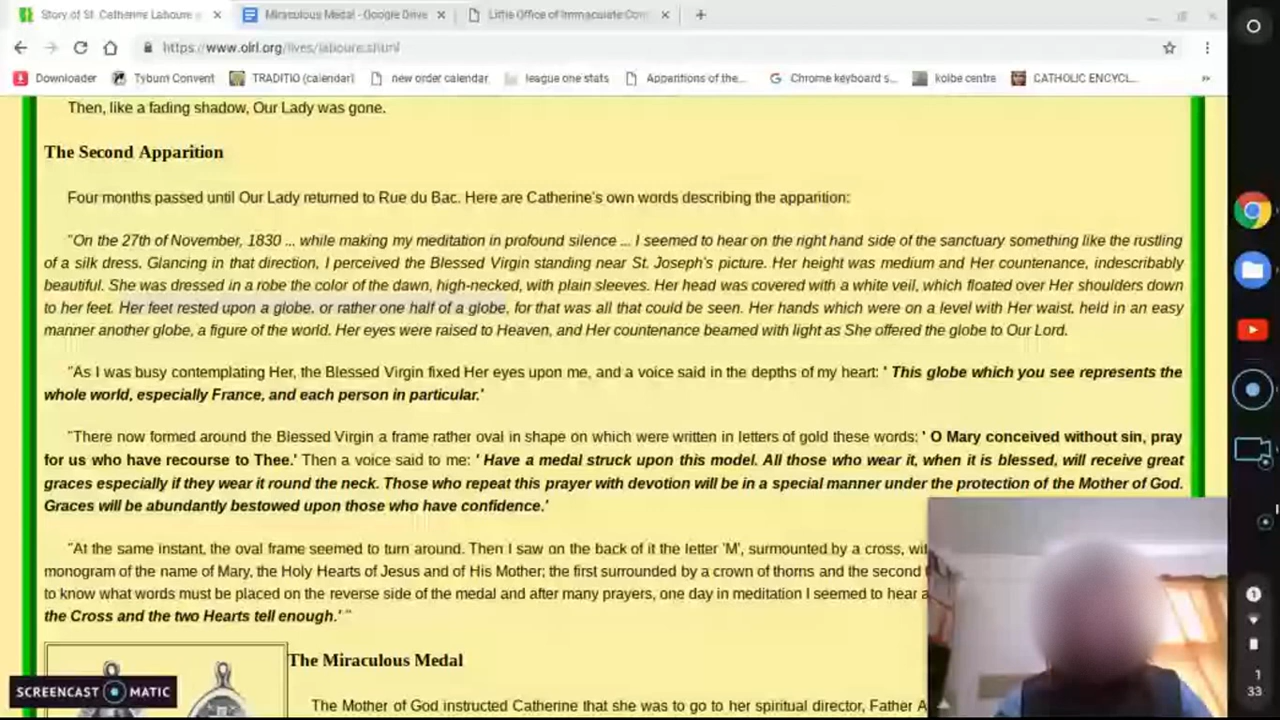 Story of St. Catherine Laboure
Miraculous Medal - Google Drive
Little Office of Immaculate Con
https://www.olrl.org/lives/laboure.shtml
Downloader
Tyburn Convent
TRADITIO (calendar)
new order calendar
league one stats
Apparitions of the...
Chrome keyboard s...
kolbe centre
CATHOLIC ENCYCL...
»
Then, like a fading shadow, Our Lady was gone.
The Second Apparition
Four months passed until Our Lady returned to Rue du Bac. Here are Catherine's own words describing the apparition:
"On the 27th of November, 1830 ... while making my meditation in profound silence ... I seemed to hear on the right hand side of the sanctuary something like the rustling
of a silk dress. Glancing in that direction, I perceived the Blessed Virgin standing near St. Joseph's picture. Her height was medium and Her countenance, indescribably
beautiful. She was dressed in a robe the color of the dawn, high-necked, with plain sleeves. Her head was covered with a white veil, which floated over Her shoulders down
to her feet. Her feet rested upon a globe, or rather one half of a globe, for that was all that could be seen. Her hands which were on a level with Her waist, held in an easy
manner another globe, a figure of the world. Her eyes were raised to Heaven, and Her countenance beamed with light as She offered the globe to Our Lord.
"As I was busy contemplating Her, the Blessed Virgin fixed Her eyes upon me, and a voice said in the depths of my heart: ' This globe which you see represents the
whole world, especially France, and each person in particular.'
"There now formed around the Blessed Virgin a frame rather oval in shape on which were written in letters of gold these words: ' O Mary conceived without sin, pray
for us who have recourse to Thee.' Then a voice said to me: ' Have a medal struck upon this model. All those who wear it, when it is blessed, will receive great
graces especially if they wear it round the neck. Those who repeat this prayer with devotion will be in a special manner under the protection of the Mother of God.
Graces will be abundantly bestowed upon those who have confidence.'
"At the same instant, the oval frame seemed to turn around. Then I saw on the back of it the letter 'M', surmounted by a cross, wi
monogram of the name of Mary, the Holy Hearts of Jesus and of His Mother; the first surrounded by a crown of thorns and the second
to know what words must be placed on the reverse side of the medal and after many prayers, one day in meditation I seemed to hear a
the Cross and the two Hearts tell enough.' "
The Miraculous Medal
The Mother of God instructed Catherine that she was to go to her spiritual director, Father A
SCREENCAST MATIC
1
1
33